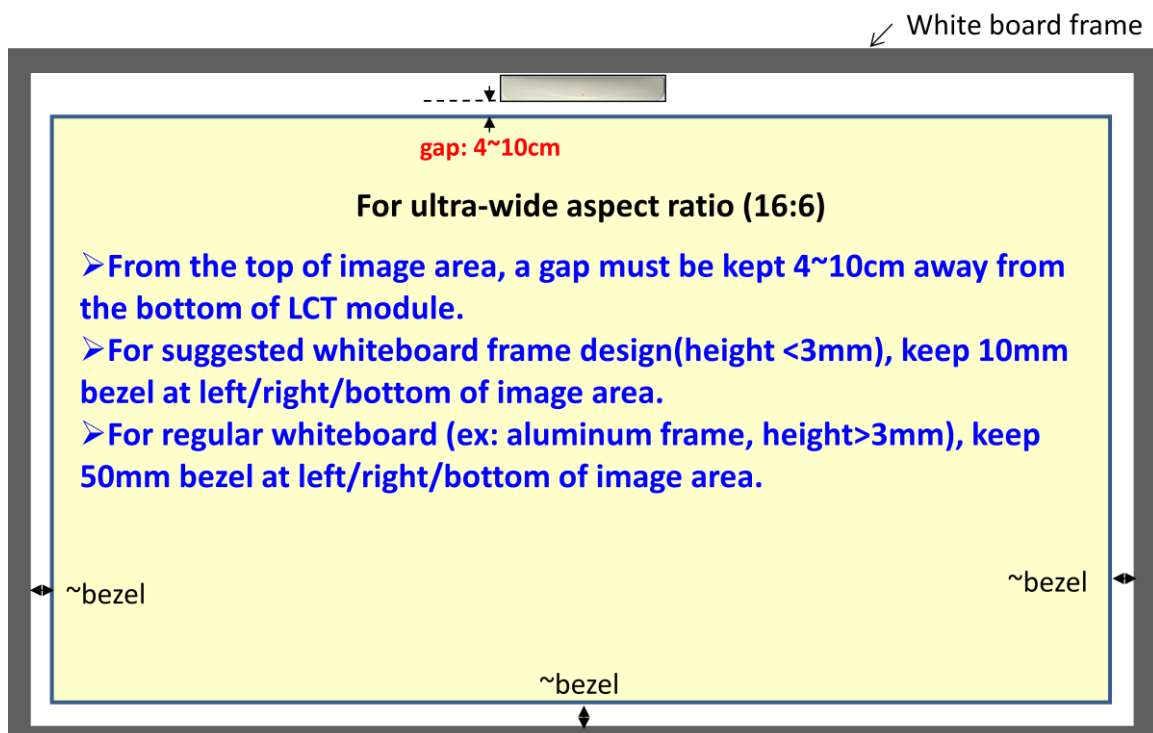 White board frame
gap: 4~10cm
For ultra-wide aspect ratio (16:6)
➢From the top of image area, a gap must be kept 4~10cm away from
the bottom of LCT module.
➢For suggested whiteboard frame design(height <3mm), keep 10mm
bezel at left/right/bottom of image area.
➢For regular whiteboard (ex: aluminum frame, height>3mm), keep
50mm bezel at left/right/bottom of image area.
~bezel
~bezel
~bezel